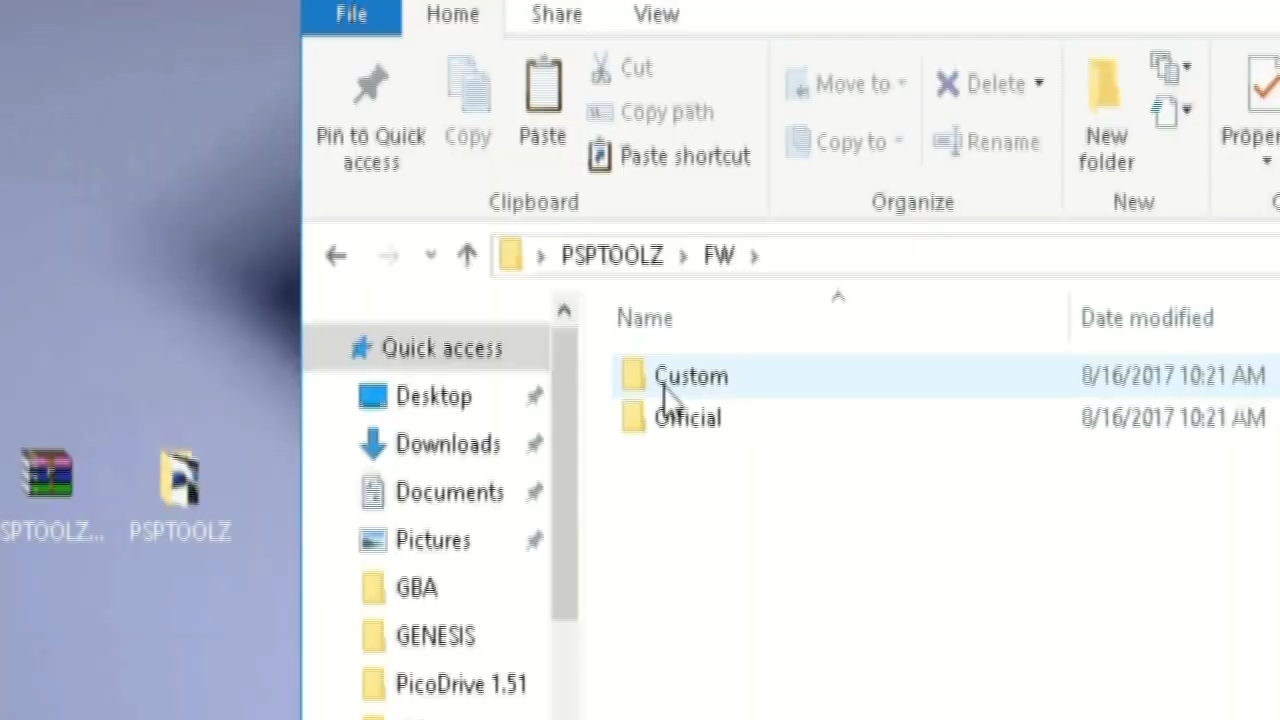 File Home Share View
Pin to Quick access
Copy
Paste
Cut
Copy path
Paste shortcut
Clipboard
Move to
Copy to
Delete
Rename
Organize
New folder
New
PSPTOOLZ FW
Name Date modified
Quick access
Desktop
Downloads
Documents
Pictures
GBA
GENESIS
PicoDrive 1.51
Custom 8/16/2017 10:21 AM
Official 8/16/2017 10:21 AM
SPTOOLZ...
PSPTOOLZ